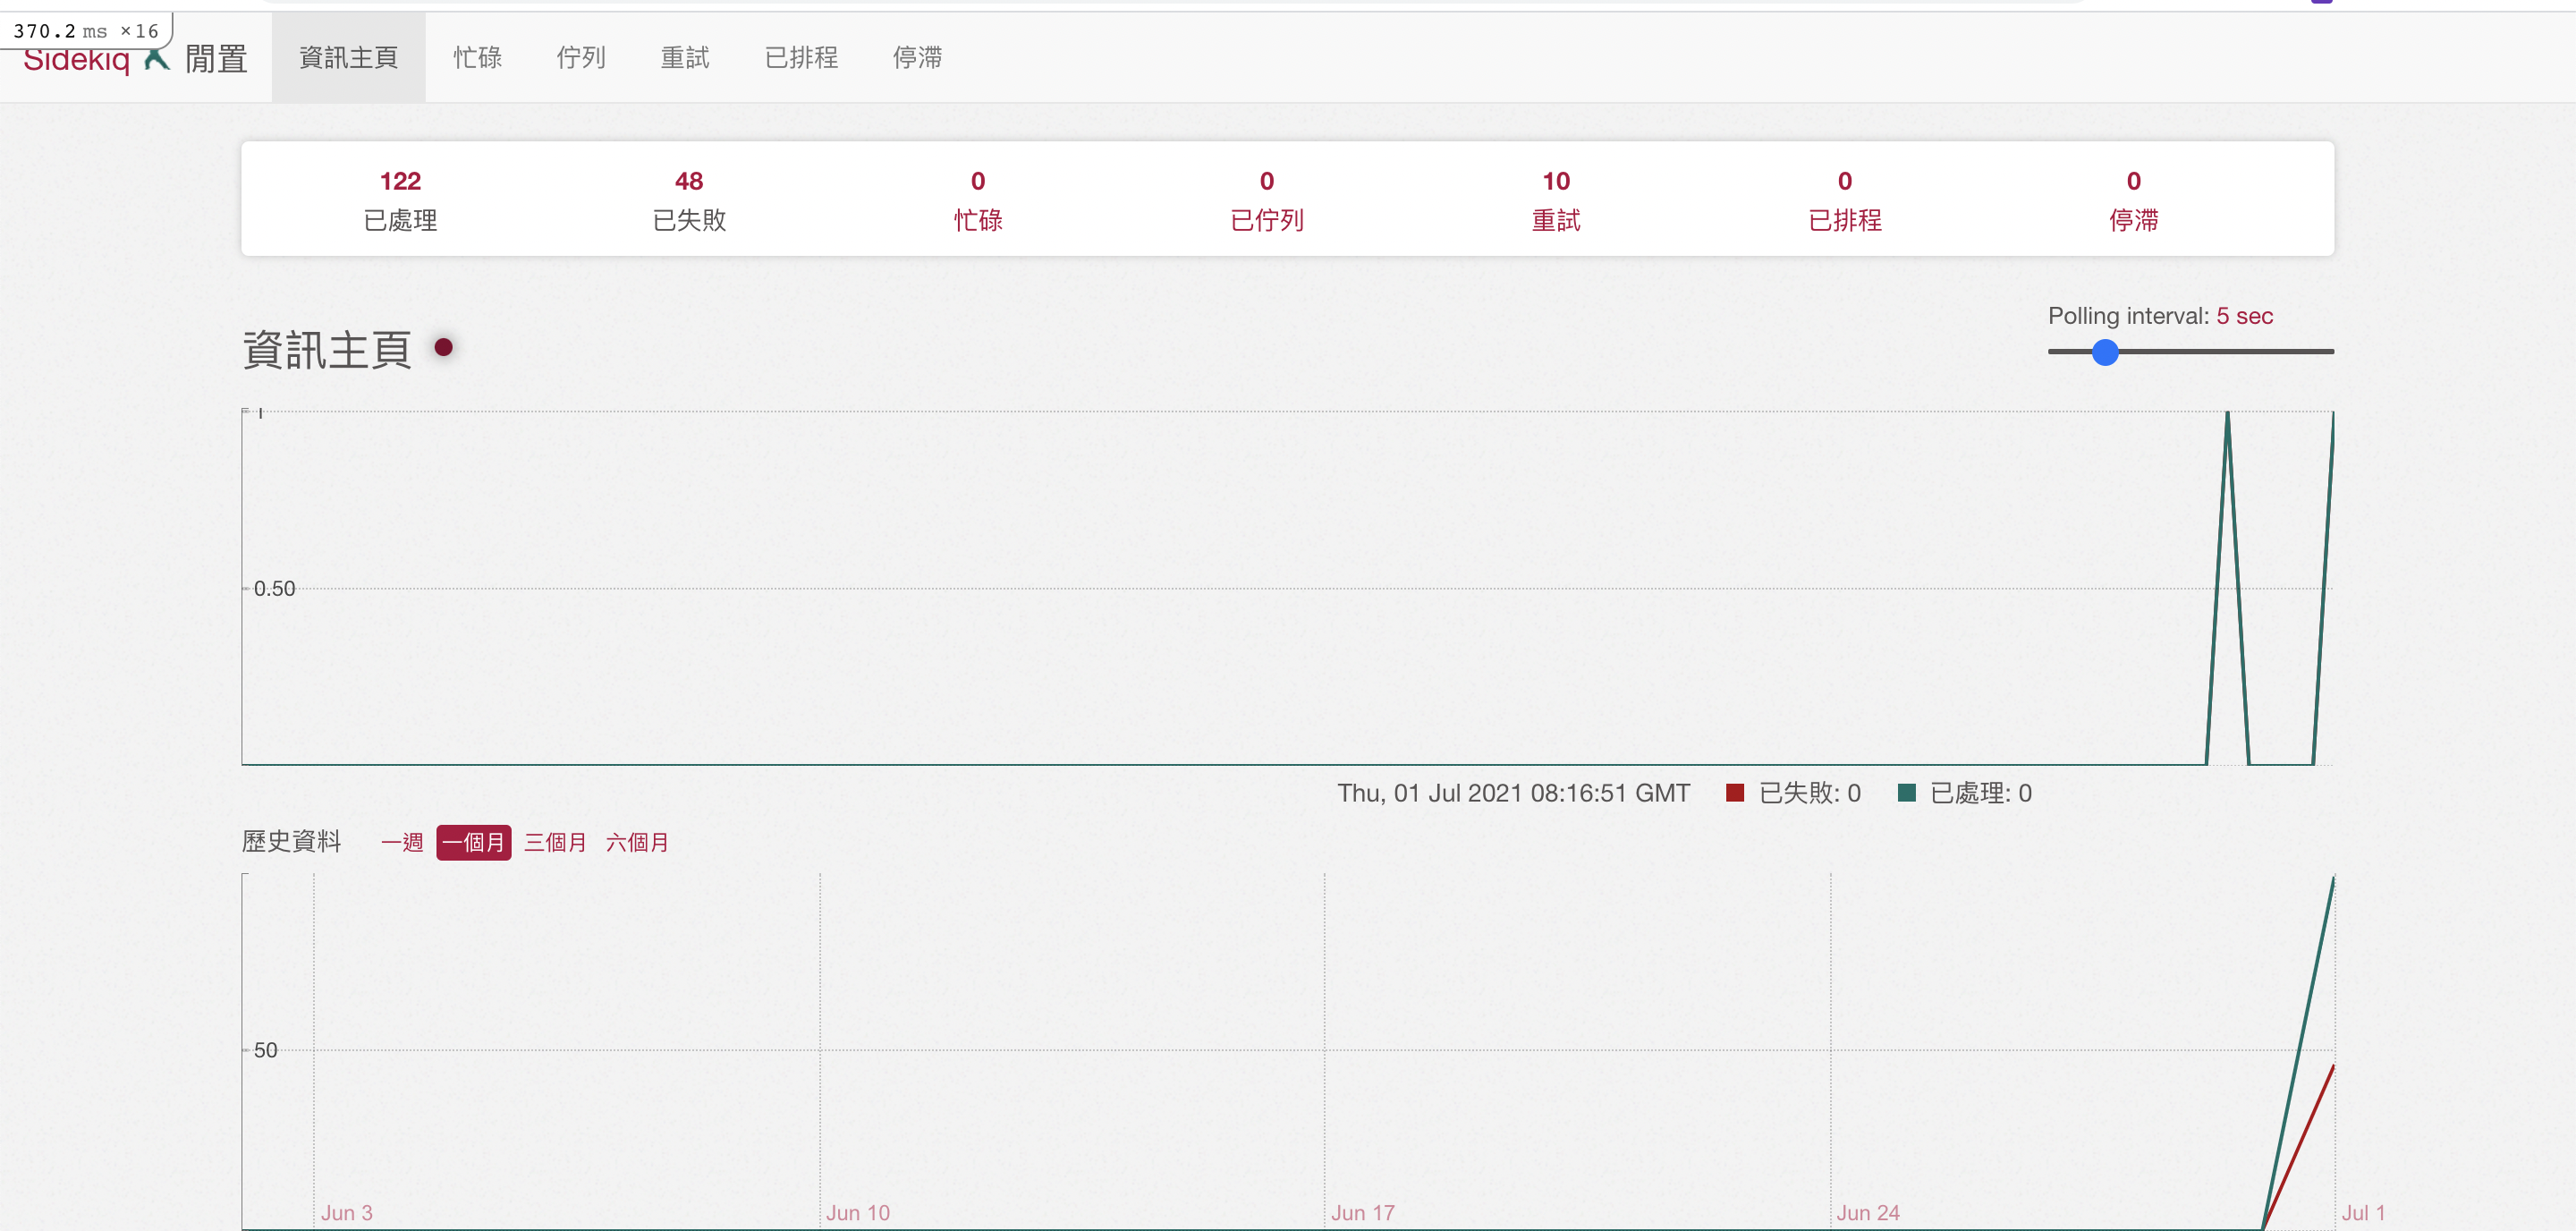 370.2 ms ×16
Sidekiq 閒置 資訊主頁 忙碌 佇列 重試 已排程 停滯
122 48 0 0 10 0 0
已處理 已失敗 忙碌 已佇列 重試 已排程 停滯
Polling interval: 5 sec
資訊主頁
0.50
Thu, 01 Jul 2021 08:16:51 GMT 已失敗: 0 已處理: 0
歷史資料 一週 一個月 三個月 六個月
50
Jun 3 Jun 10 Jun 17 Jun 24 Jul 1